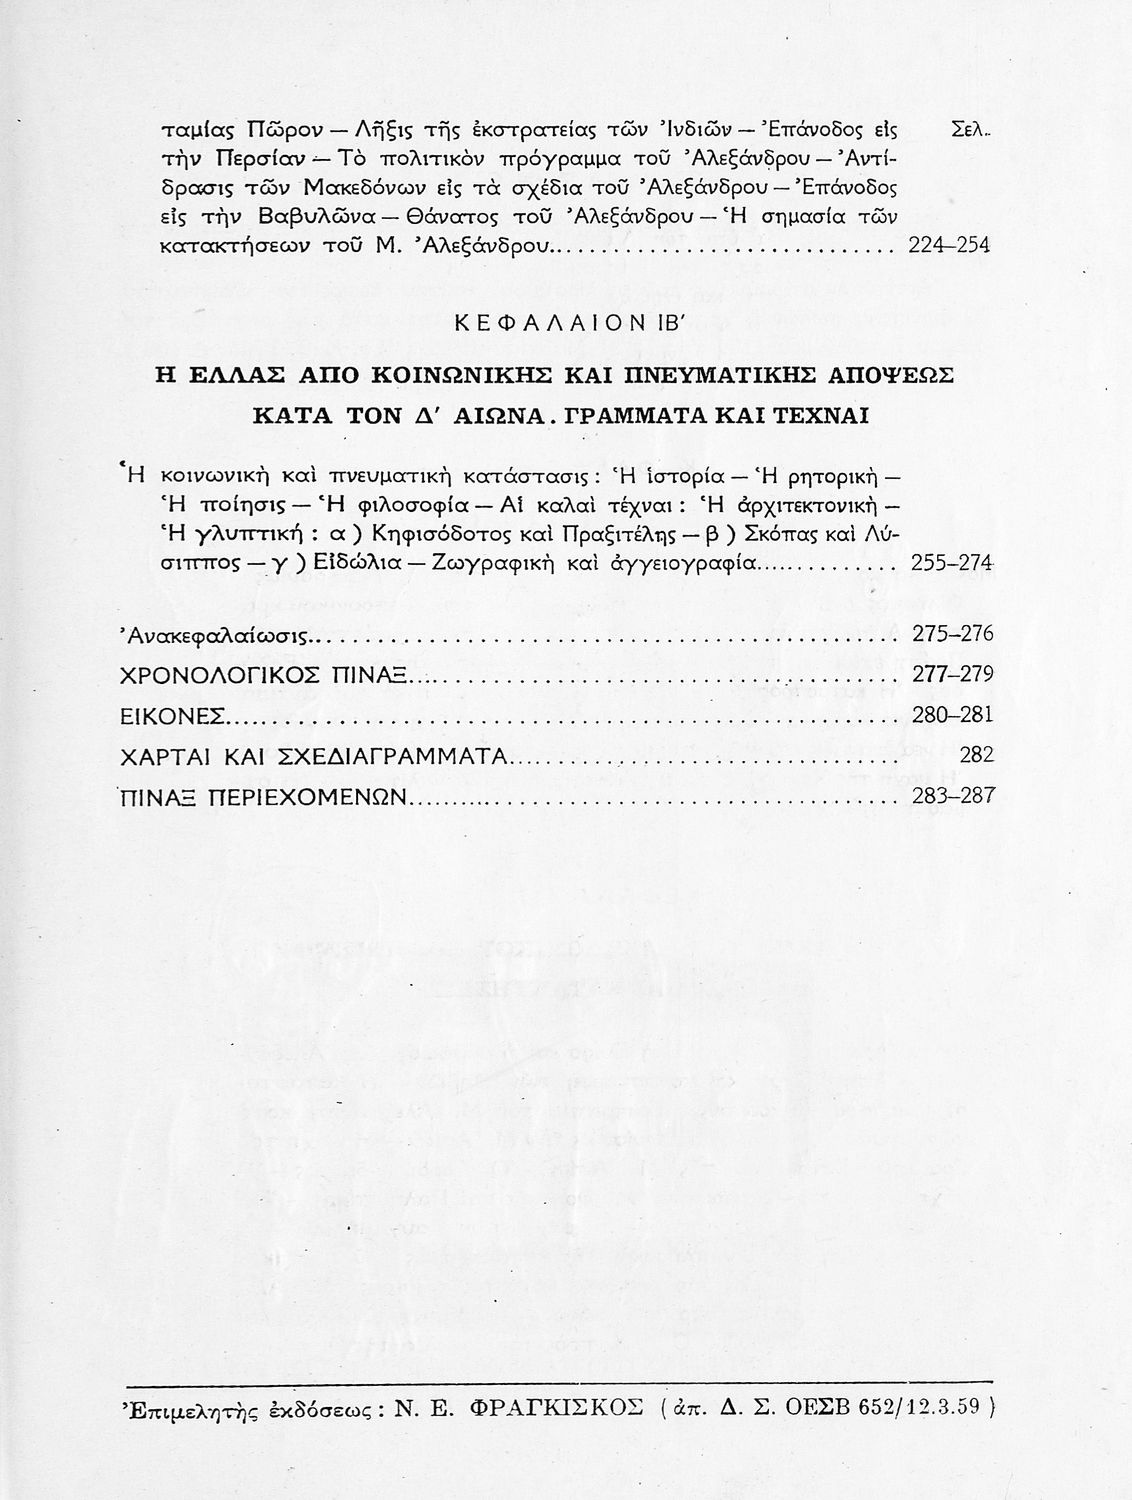 ταμίας Πῶρον — Λῆξις τῆς ἐκστρατείας τῶν Ἰνδιῶν — Ἐπάνοδος εἰς Σελ.
τὴν Περσίαν — Τὸ πολιτικὸν πρόγραμμα τοῦ Ἀλεξάνδρου — Ἀντί-
δρασις τῶν Μακεδόνων εἰς τὰ σχέδια τοῦ Ἀλεξάνδρου — Ἐπάνοδος
εἰς τὴν Βαβυλῶνα — Θάνατος τοῦ Ἀλεξάνδρου — Ἡ σημασία τῶν
κατακτήσεων τοῦ Μ. Ἀλεξάνδρου.............................. 224–254
ΚΕΦΑΛΑΙΟΝ ΙΒ′
Η ΕΛΛΑΣ ΑΠΟ ΚΟΙΝΩΝΙΚΗΣ ΚΑΙ ΠΝΕΥΜΑΤΙΚΗΣ ΑΠΟΨΕΩΣ
ΚΑΤΑ ΤΟΝ Δ′ ΑΙΩΝΑ. ΓΡΑΜΜΑΤΑ ΚΑΙ ΤΕΧΝΑΙ
Ἡ κοινωνικὴ καὶ πνευματικὴ κατάστασις : Ἡ ἱστορία — Ἡ ρητορικὴ —
Ἡ ποίησις — Ἡ φιλοσοφία — Αἱ καλαὶ τέχναι : Ἡ ἀρχιτεκτονικὴ —
Ἡ γλυπτική : α ) Κηφισόδοτος καὶ Πραξιτέλης — β ) Σκόπας καὶ Λύ-
σιππος — γ ) Εἰδώλια — Ζωγραφικὴ καὶ ἀγγειογραφία.............. 255–274
Ἀνακεφαλαίωσις.................................................. 275–276
ΧΡΟΝΟΛΟΓΙΚΟΣ ΠΙΝΑΞ........................................ 277–279
ΕΙΚΟΝΕΣ........................................................ 280–281
ΧΑΡΤΑΙ ΚΑΙ ΣΧΕΔΙΑΓΡΑΜΜΑΤΑ................................ 282
ΠΙΝΑΞ ΠΕΡΙΕΧΟΜΕΝΩΝ........................................ 283–287
Ἐπιμελητὴς ἐκδόσεως : Ν. Ε. ΦΡΑΓΚΙΣΚΟΣ ( ἀπ. Δ. Σ. ΟΕΣΒ 652/12.3.59 )